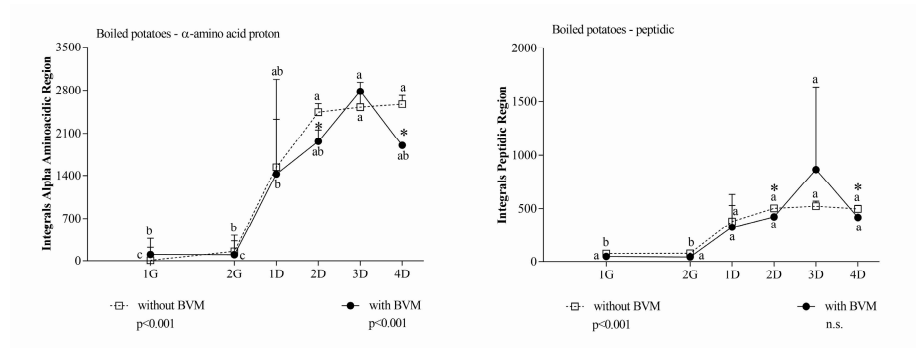 Boiled potatoes - α-amino acid proton
Integrals Alpha Aminoacidic Region
3500
2800
2100
1400
700
0
ab
a
a
a
b
b
*
a
*
ab
ab
b
c
c
1G 2G 1D 2D 3D 4D
without BVM with BVM
p<0.001 p<0.001
Boiled potatoes - peptidic
Integrals Peptidic Region
2000
1500
1000
500
0
a
* *
a a a
a
b b
a a a
a a
1G 2G 1D 2D 3D 4D
without BVM with BVM
p<0.001 n.s.